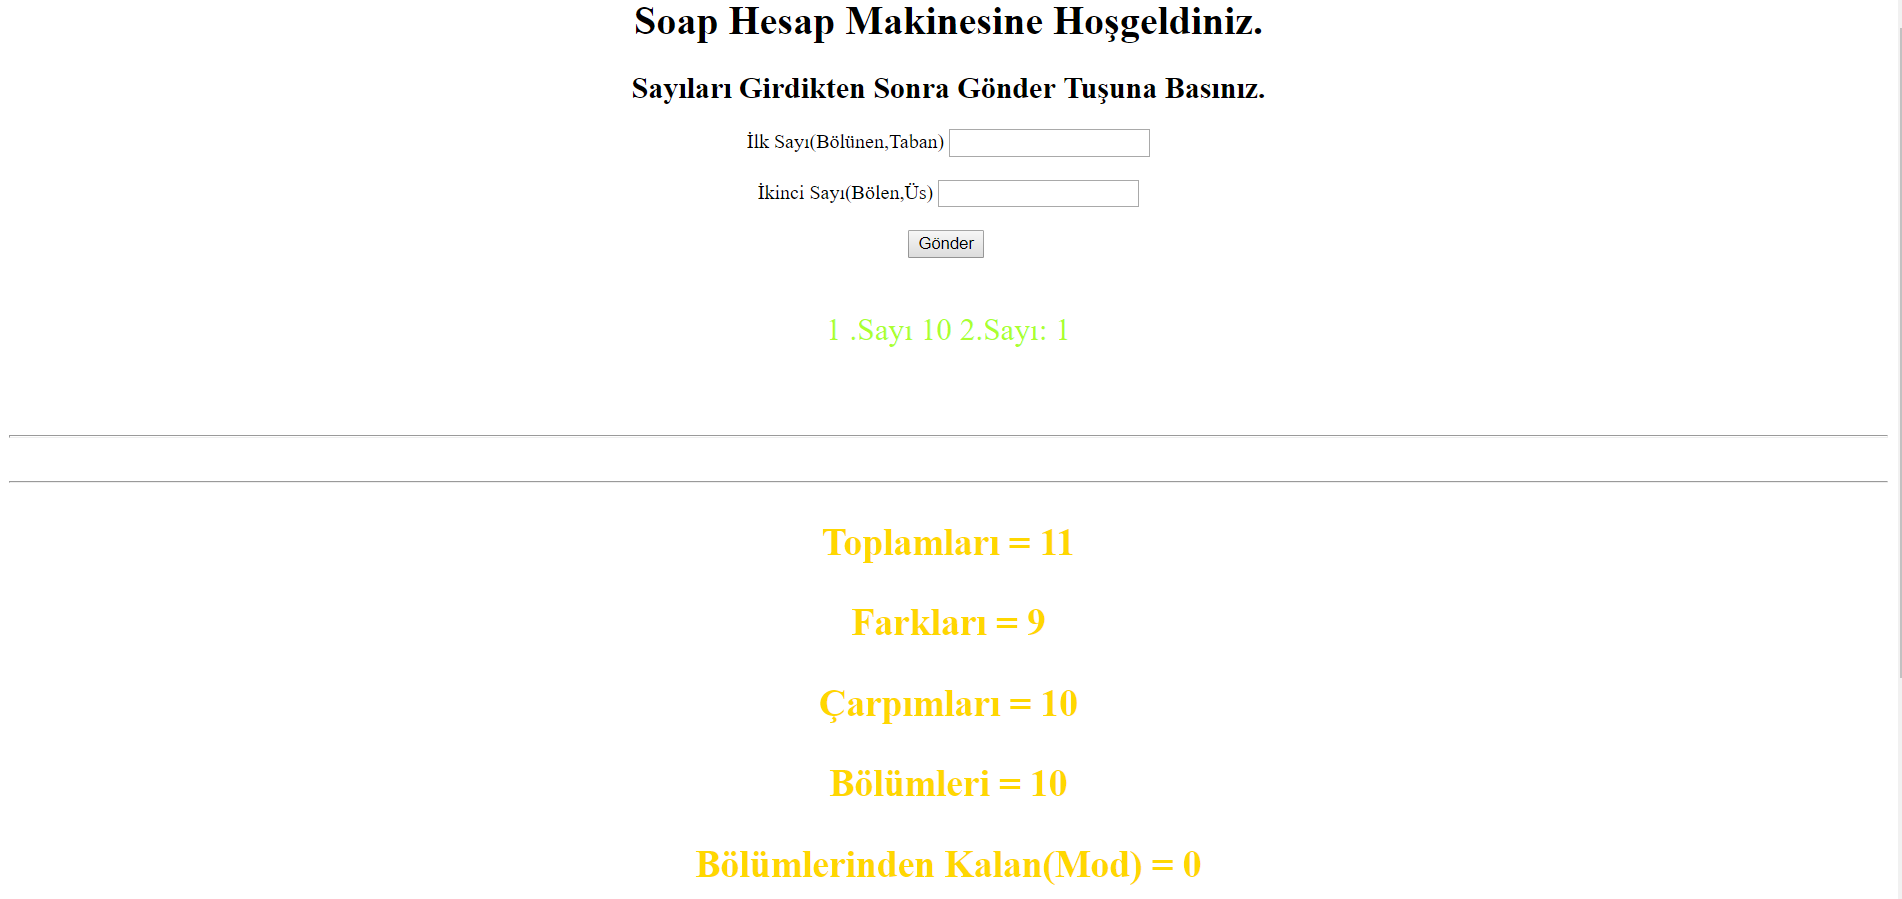 Soap Hesap Makinesine Hoşgeldiniz.
Sayıları Girdikten Sonra Gönder Tuşuna Basınız.
İlk Sayı(Bölünen,Taban)
İkinci Sayı(Bölen,Üs)
Gönder
1 .Sayı 10 2.Sayı: 1
Toplamları = 11
Farkları = 9
Çarpımları = 10
Bölümleri = 10
Bölümlerinden Kalan(Mod) = 0